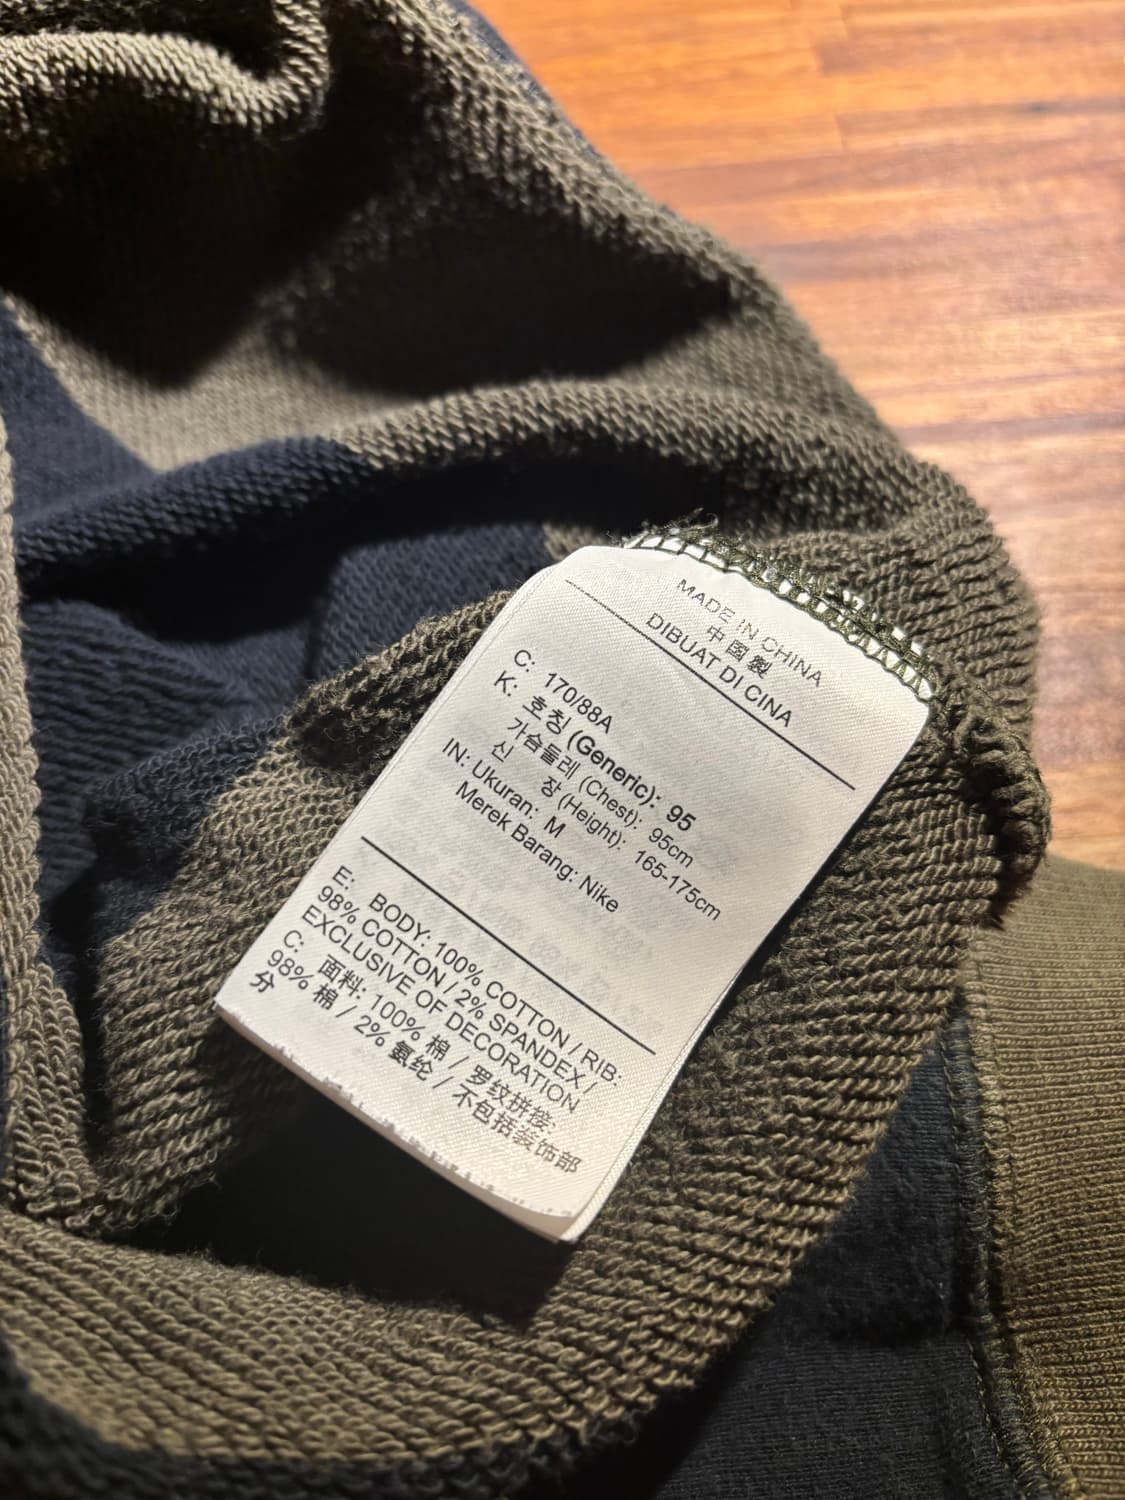 MADE IN CHINA
中国製
DIBUAT DI CINA
C: 170/88A
K: 호칭 (Generic): 95
가슴둘레 (Chest): 95cm
신 장 (Height): 165-175cm
IN: Ukuran: M
Merek Barang: Nike
E: BODY: 100% COTTON / RIB:
98% COTTON / 2% SPANDEX /
EXCLUSIVE OF DECORATION
C: 面料: 100% 棉 / 罗纹拼接:
98% 棉 / 2% 氨纶 / 不包括装饰部
分